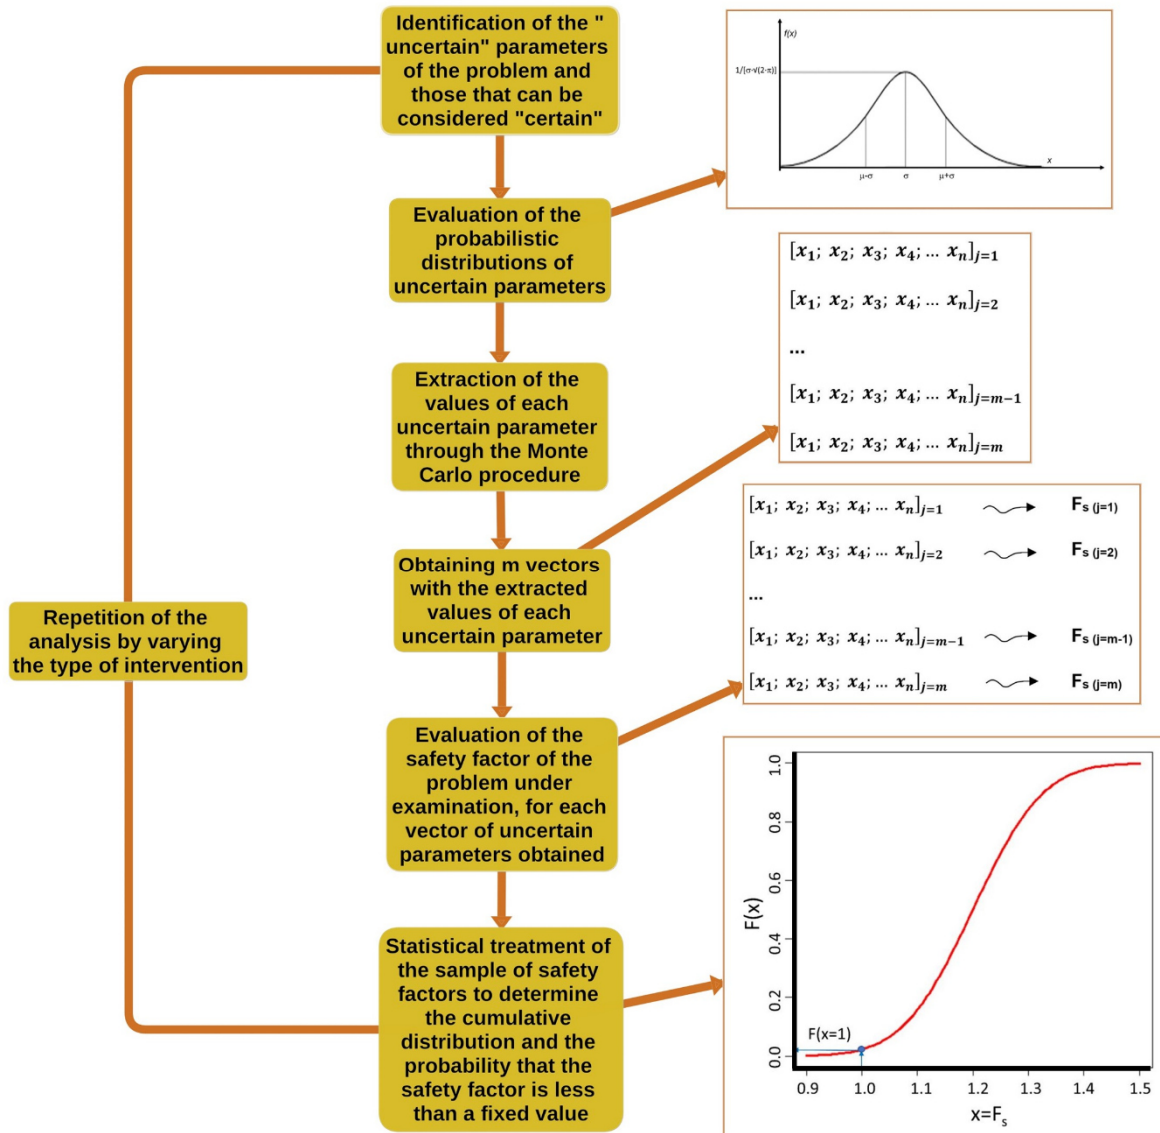 Identification of the "
uncertain" parameters
of the problem and
those that can be
considered "certain"
f(x)
1/[σ·√(2·π)]
x
μ-σ
σ
μ+σ
Evaluation of the
probabilistic
distributions of
uncertain parameters
[x₁; x₂; x₃; x₄; ... xₙ]ⱼ₌₁
[x₁; x₂; x₃; x₄; ... xₙ]ⱼ₌₂
...
[x₁; x₂; x₃; x₄; ... xₙ]ⱼ₌ₘ₋₁
[x₁; x₂; x₃; x₄; ... xₙ]ⱼ₌ₘ
Extraction of the
values of each
uncertain parameter
through the Monte
Carlo procedure
Obtaining m vectors
with the extracted
values of each
uncertain parameter
[x₁; x₂; x₃; x₄; ... xₙ]ⱼ₌₁ Fs (j=1)
[x₁; x₂; x₃; x₄; ... xₙ]ⱼ₌₂ Fs (j=2)
...
[x₁; x₂; x₃; x₄; ... xₙ]ⱼ₌ₘ₋₁ Fs (j=m-1)
[x₁; x₂; x₃; x₄; ... xₙ]ⱼ₌ₘ Fs (j=m)
Repetition of the
analysis by varying
the type of intervention
Evaluation of the
safety factor of the
problem under
examination, for each
vector of uncertain
parameters obtained
Statistical treatment of
the sample of safety
factors to determine
the cumulative
distribution and the
probability that the
safety factor is less
than a fixed value
F(x)
1.0
0.8
0.6
0.4
0.2
0.0
F(x=1)
0.9 1.0 1.1 1.2 1.3 1.4 1.5
x=Fₛ